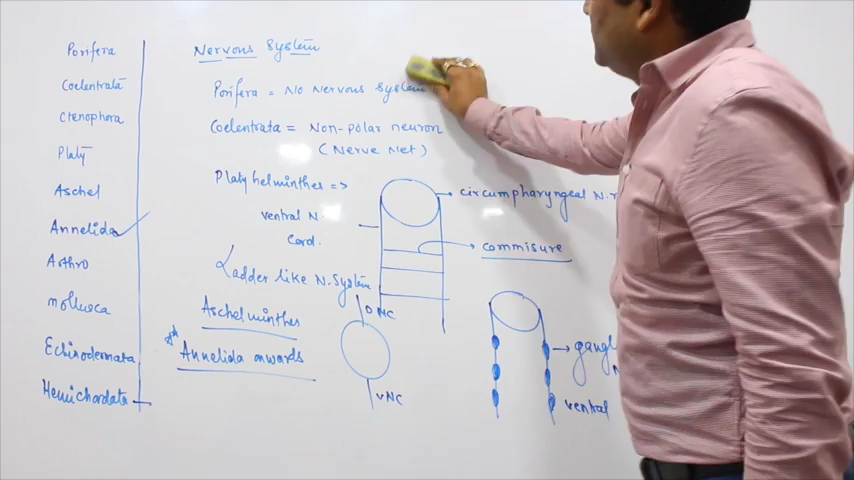 Porifera
Coelentrata
Ctenophora
Platy
Aschel
Annelida
Arthro
mollusca
Echinodermata
Hemichordata
Nervous System
Porifera = No Nervous System
Coelentrata = Non-polar neuron
(Nerve Net)
Platyhelminthes =>
circumpharyngeal N.r
ventral N.
Cord.
commisure
Ladder like N. System
Aschelminthes
DNC
Annelida onwards
gangl
VNC
ventral